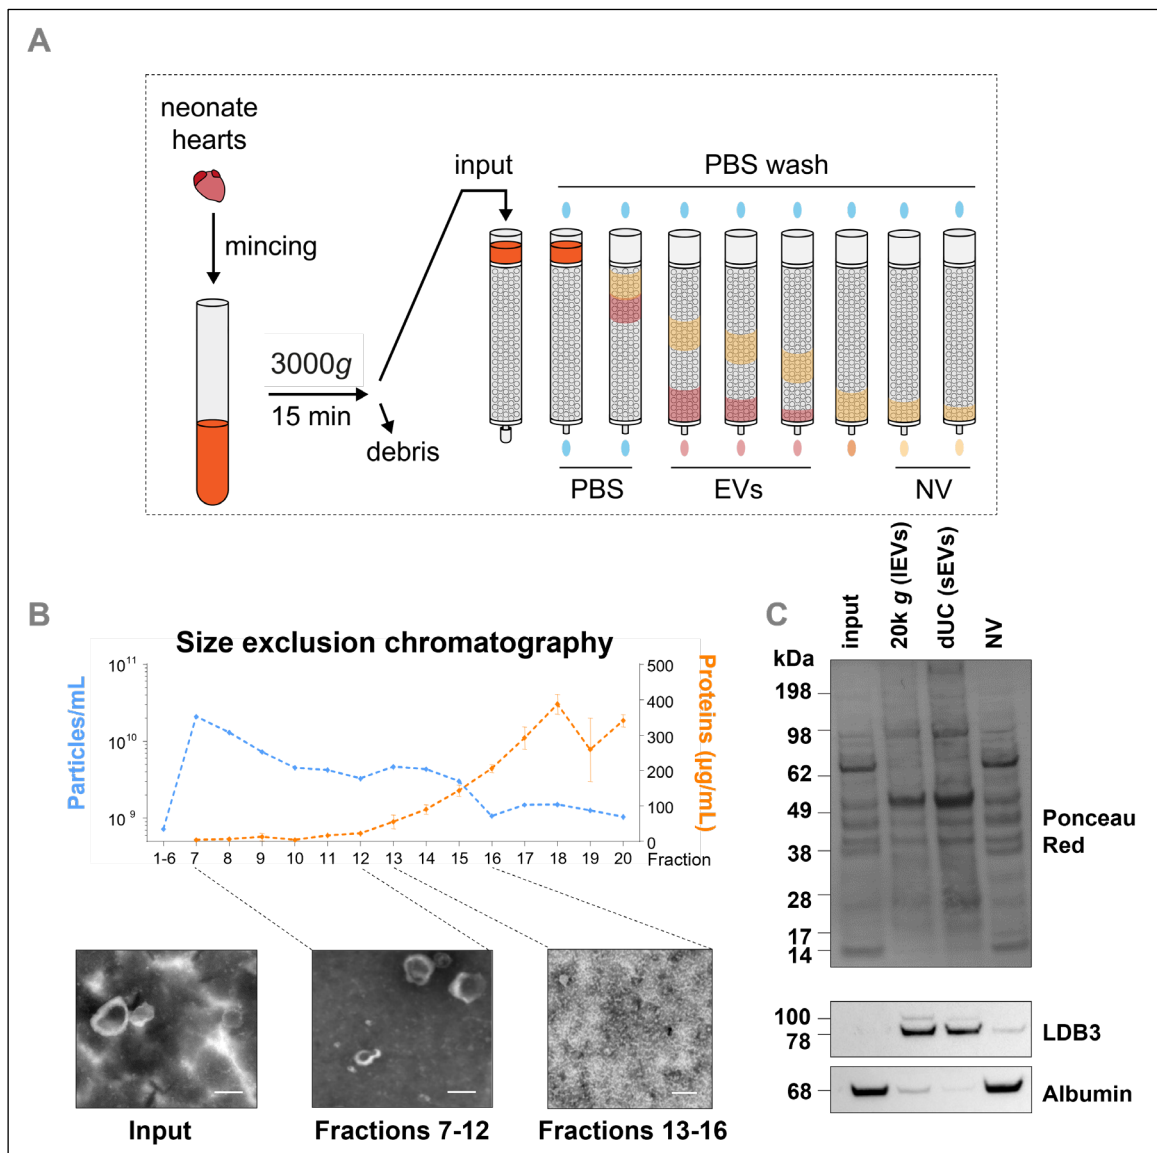 A
neonate
hearts
mincing
3000g
15 min
debris
input
PBS wash
PBS
EVs
NV
B
Size exclusion chromatography
Particles/mL
10¹¹
10¹⁰
10⁹
Proteins (µg/mL)
500
400
300
200
100
0
1-6 7 8 9 10 11 12 13 14 15 16 17 18 19 20 Fraction
Input
Fractions 7-12
Fractions 13-16
C
input
20k g (lEVs)
dUC (sEVs)
NV
kDa
198
98
62
49
38
28
17
14
Ponceau
Red
100
78
LDB3
68
Albumin